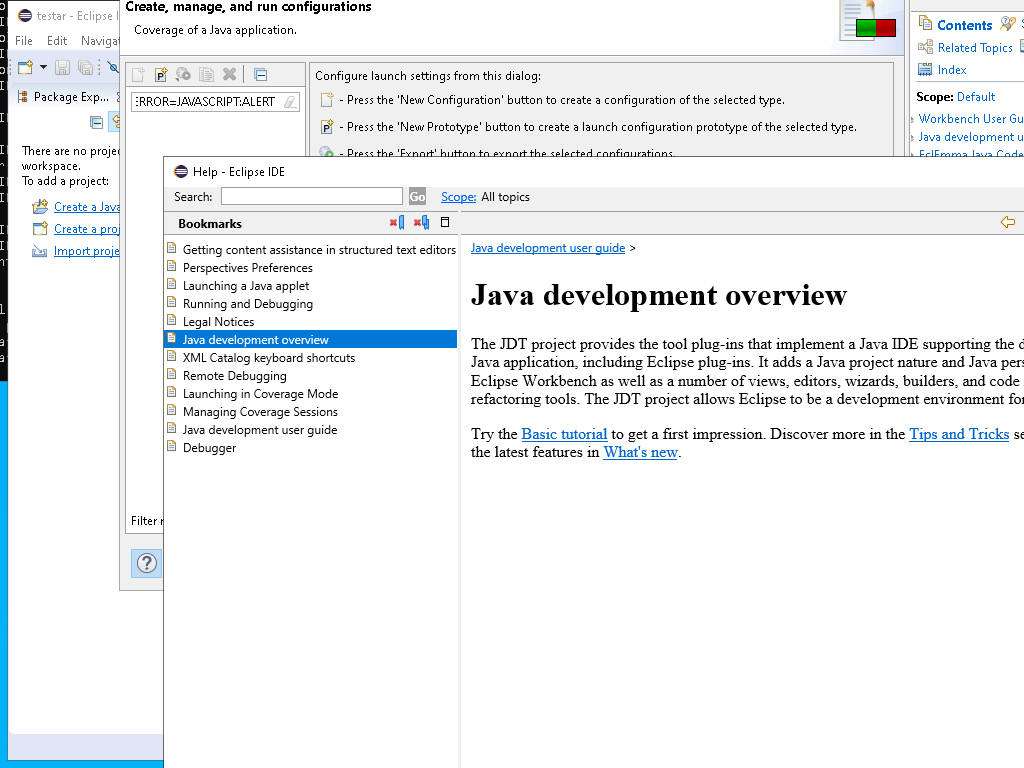 testar - Eclipse I
File Edit Navigat
Package Exp...
There are no projec
workspace.
To add a project:
Create a Java
Create a proj
Import proje
Create, manage, and run configurations
Coverage of a Java application.
ERROR=JAVASCRIPT:ALERT
Configure launch settings from this dialog:
- Press the 'New Configuration' button to create a configuration of the selected type.
- Press the 'New Prototype' button to create a launch configuration prototype of the selected type.
- Press the 'Export' button to export the selected configurations.
Filter r
Contents
Related Topics
Index
Scope: Default
Workbench User Gu
Java development u
EclEmma Java Code
Help - Eclipse IDE
Search:
Go
Scope: All topics
Bookmarks
Getting content assistance in structured text editors
Perspectives Preferences
Launching a Java applet
Running and Debugging
Legal Notices
Java development overview
XML Catalog keyboard shortcuts
Remote Debugging
Launching in Coverage Mode
Managing Coverage Sessions
Java development user guide
Debugger
Java development user guide >
Java development overview
The JDT project provides the tool plug-ins that implement a Java IDE supporting the d
Java application, including Eclipse plug-ins. It adds a Java project nature and Java pers
Eclipse Workbench as well as a number of views, editors, wizards, builders, and code
refactoring tools. The JDT project allows Eclipse to be a development environment for
Try the Basic tutorial to get a first impression. Discover more in the Tips and Tricks se
the latest features in What's new.